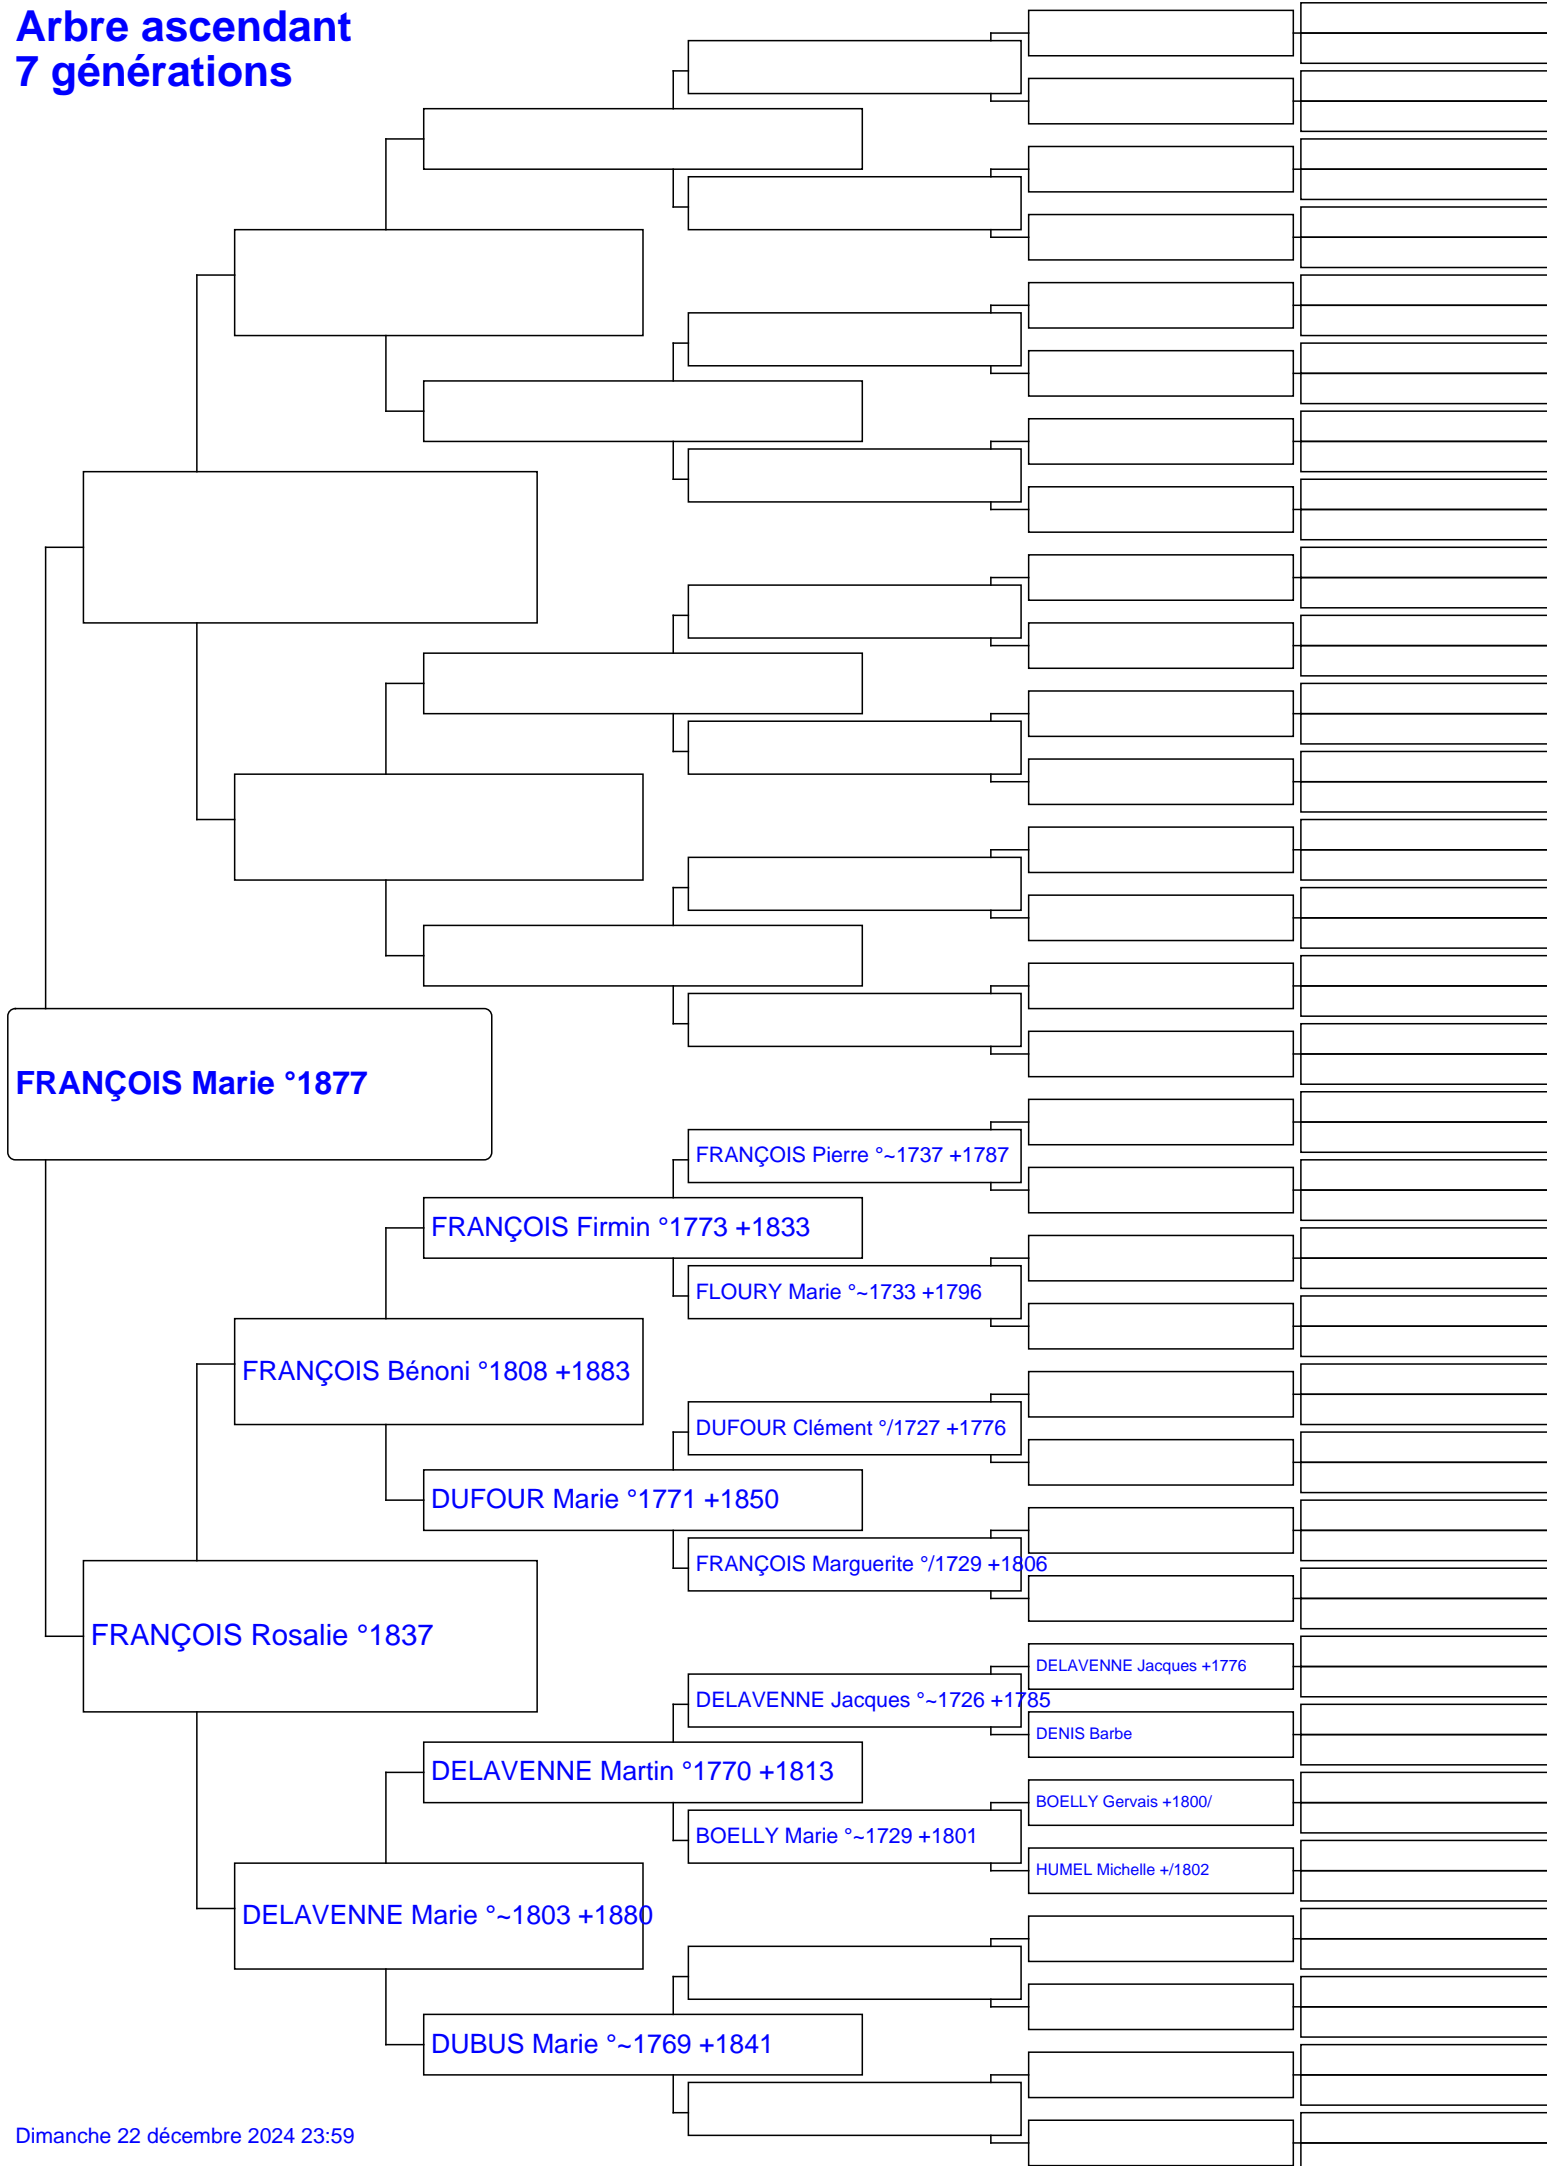 Arbre ascendant
7 générations
FRANÇOIS Marie °1877
FRANÇOIS Pierre °~1737 +1787
FRANÇOIS Firmin °1773 +1833
FLOURY Marie °~1733 +1796
FRANÇOIS Bénoni °1808 +1883
DUFOUR Clément °/1727 +1776
DUFOUR Marie °1771 +1850
FRANÇOIS Marguerite °/1729 +1806
FRANÇOIS Rosalie °1837
DELAVENNE Jacques +1776
DELAVENNE Jacques °~1726 +1785
DENIS Barbe
DELAVENNE Martin °1770 +1813
BOELLY Gervais +1800/
BOELLY Marie °~1729 +1801
HUMEL Michelle +/1802
DELAVENNE Marie °~1803 +1880
DUBUS Marie °~1769 +1841
Dimanche 22 décembre 2024 23:59